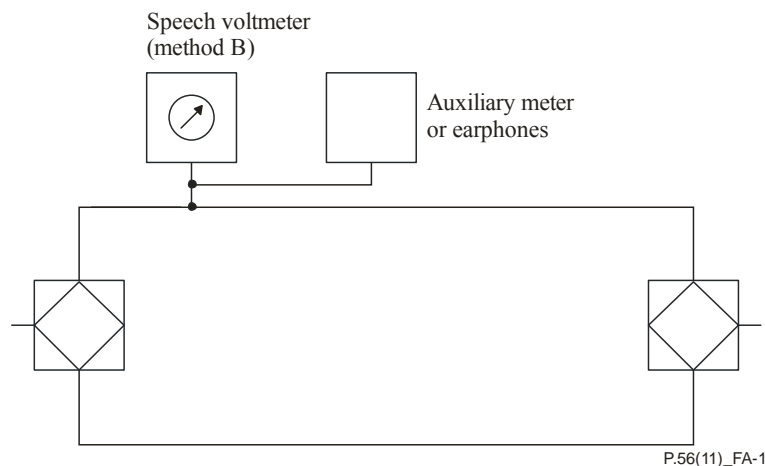 Speech voltmeter
(method B)
Auxiliary meter
or earphones
P.56(11)_FA-1